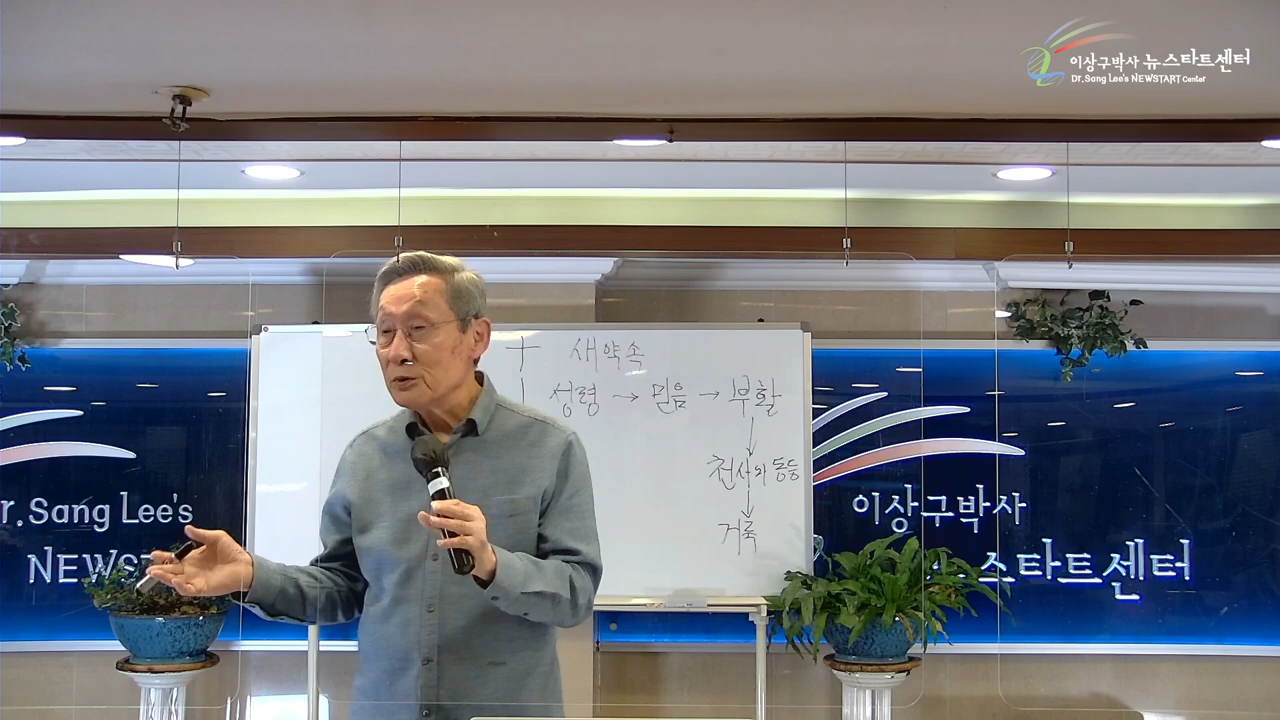 이상구박사 뉴스타트센터
Dr. Sang Lee's NEWSTART Center
새약속
성령 → 믿음 → 부활
천사와 동등
거룩
r. Sang Lee's
NEWST
이상구박사
스타트센터